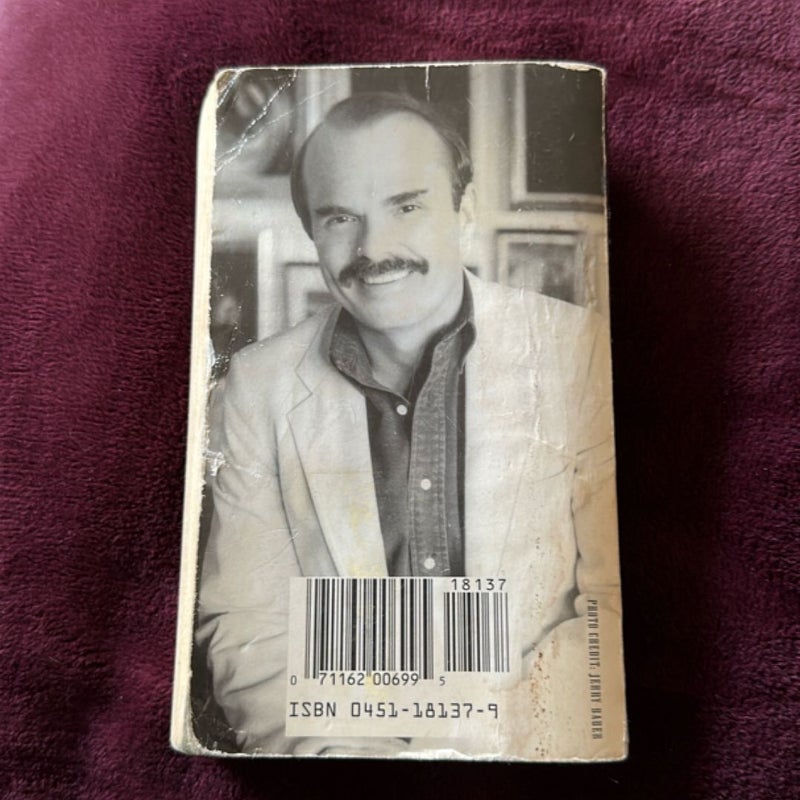 18137
0 71162 00699 5
ISBN 0451-18137-9
PHOTO CREDIT: JERRY BAUER